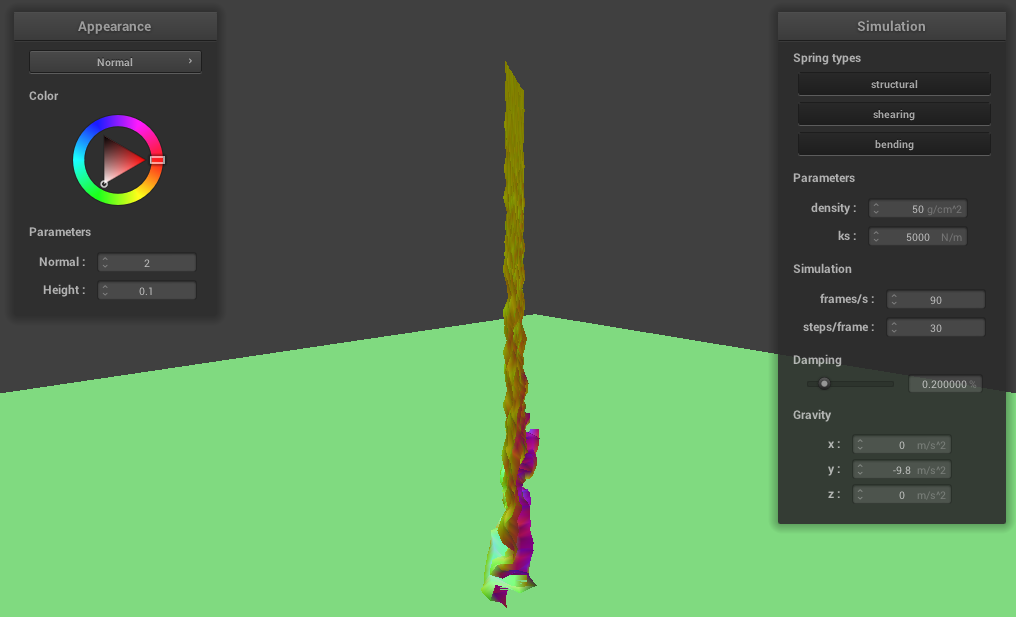 Appearance
Normal
Color
Parameters
Normal : 2
Height : 0.1
Simulation
Spring types
structural
shearing
bending
Parameters
density : 50 g/cm^2
ks : 5000 N/m
Simulation
frames/s : 90
steps/frame : 30
Damping
0.200000 %
Gravity
x : 0 m/s^2
y : -9.8 m/s^2
z : 0 m/s^2